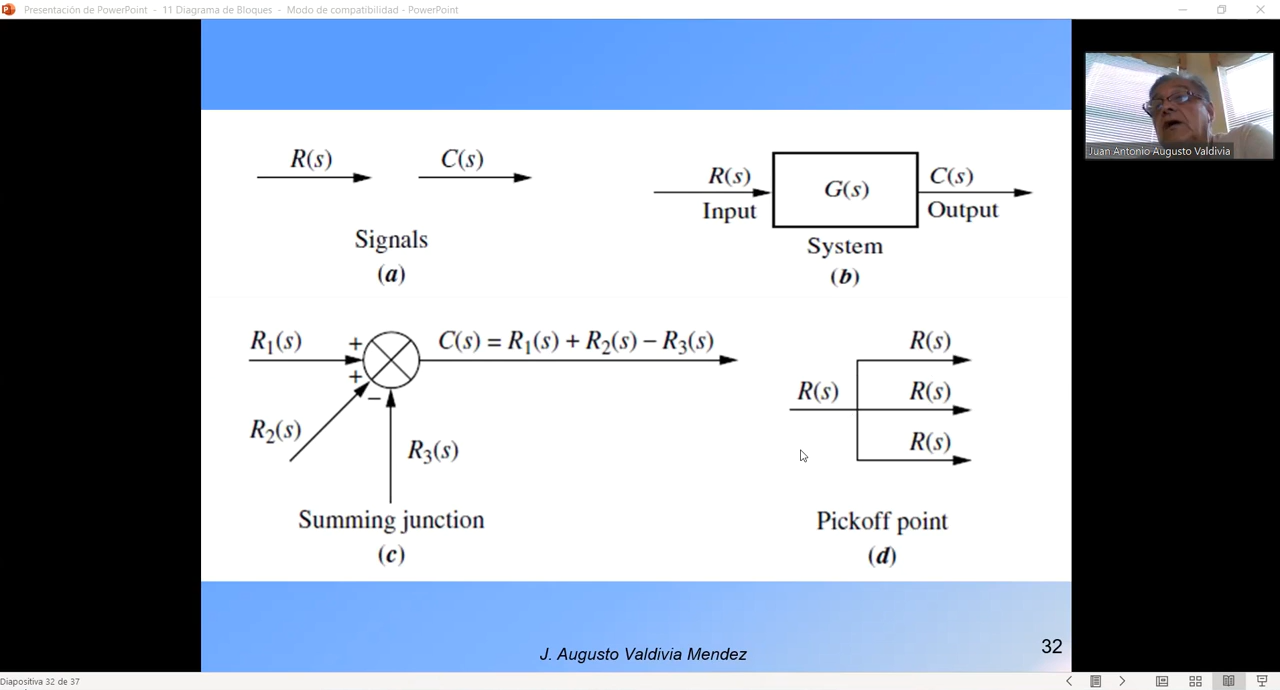 Presentación de PowerPoint - 11 Diagrama de Bloques - Modo de compatibilidad - PowerPoint
R(s)
C(s)
Signals
(a)
R(s)
Input
G(s)
C(s)
Output
System
(b)
R₁(s)
+
+
−
C(s) = R₁(s) + R₂(s) − R₃(s)
R₂(s)
R₃(s)
Summing junction
(c)
R(s)
R(s)
R(s)
R(s)
Pickoff point
(d)
Juan Antonio Augusto Valdivia
J. Augusto Valdivia Mendez
32
Diapositiva 32 de 37